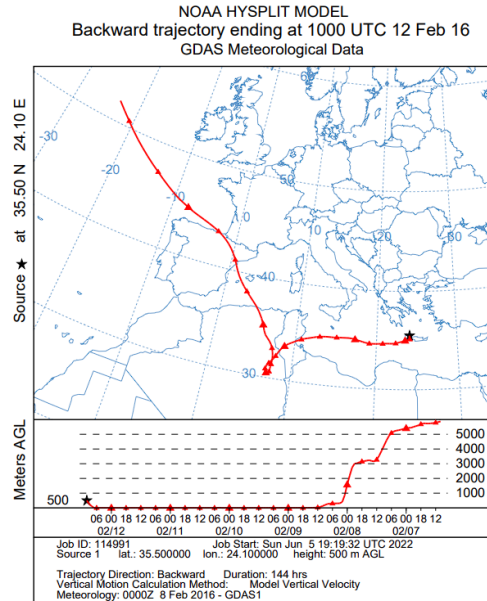 NOAA HYSPLIT MODEL
Backward trajectory ending at 1000 UTC 12 Feb 16
GDAS Meteorological Data
Source ★ at 35.50 N 24.10 E
-30
-20
-10
0
10
20
30
60
50
40
30
Meters AGL
500
5000
4000
3000
2000
1000
06 00 18 12 06 00 18 12 06 00 18 12 06 00 18 12 06 00 18 12 06 00 18 12
02/12 02/11 02/10 02/09 02/08 02/07
Job ID: 114991 Job Start: Sun Jun 5 19:19:32 UTC 2022
Source 1 lat.: 35.500000 lon.: 24.100000 height: 500 m AGL
Trajectory Direction: Backward Duration: 144 hrs
Vertical Motion Calculation Method: Model Vertical Velocity
Meteorology: 0000Z 8 Feb 2016 - GDAS1